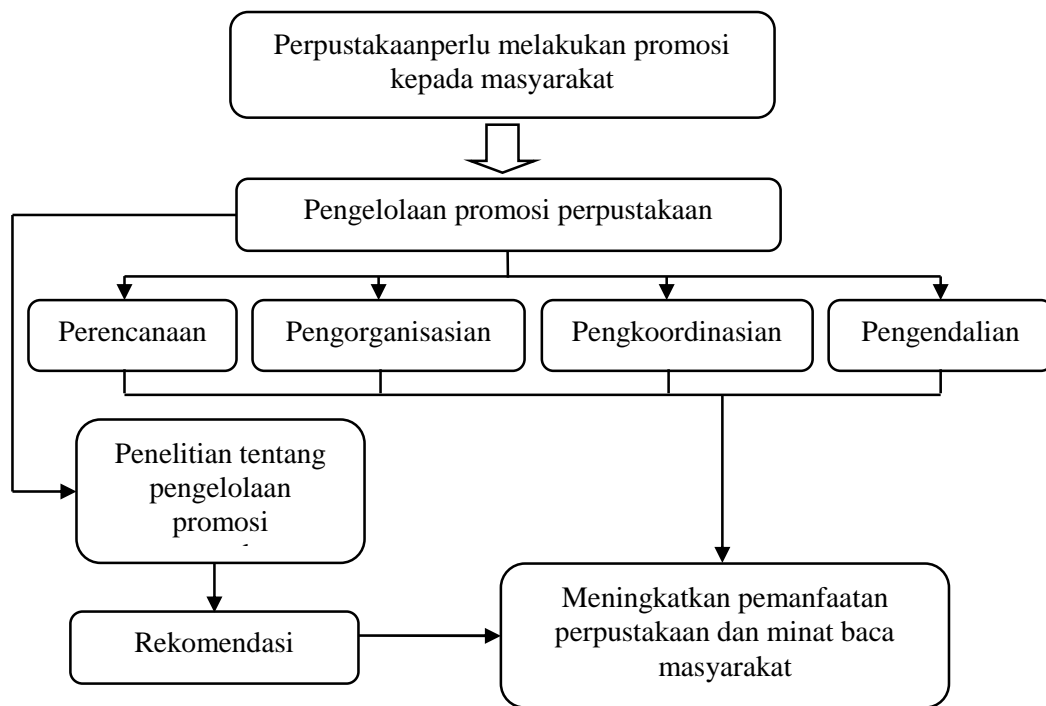 Perpustakaanperlu melakukan promosi
kepada masyarakat
Pengelolaan promosi perpustakaan
Perencanaan
Pengorganisasian
Pengkoordinasian
Pengendalian
Penelitian tentang
pengelolaan
promosi
Rekomendasi
Meningkatkan pemanfaatan
perpustakaan dan minat baca
masyarakat